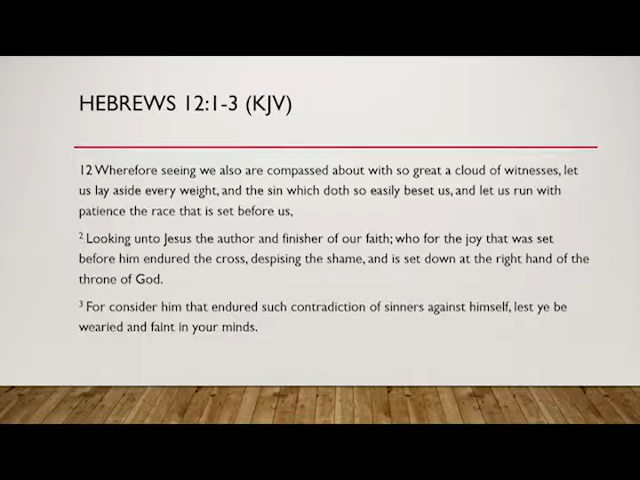 HEBREWS 12:1-3 (KJV)
12 Wherefore seeing we also are compassed about with so great a cloud of witnesses, let
us lay aside every weight, and the sin which doth so easily beset us, and let us run with
patience the race that is set before us,
2 Looking unto Jesus the author and finisher of our faith; who for the joy that was set
before him endured the cross, despising the shame, and is set down at the right hand of the
throne of God.
3 For consider him that endured such contradiction of sinners against himself, lest ye be
wearied and faint in your minds.